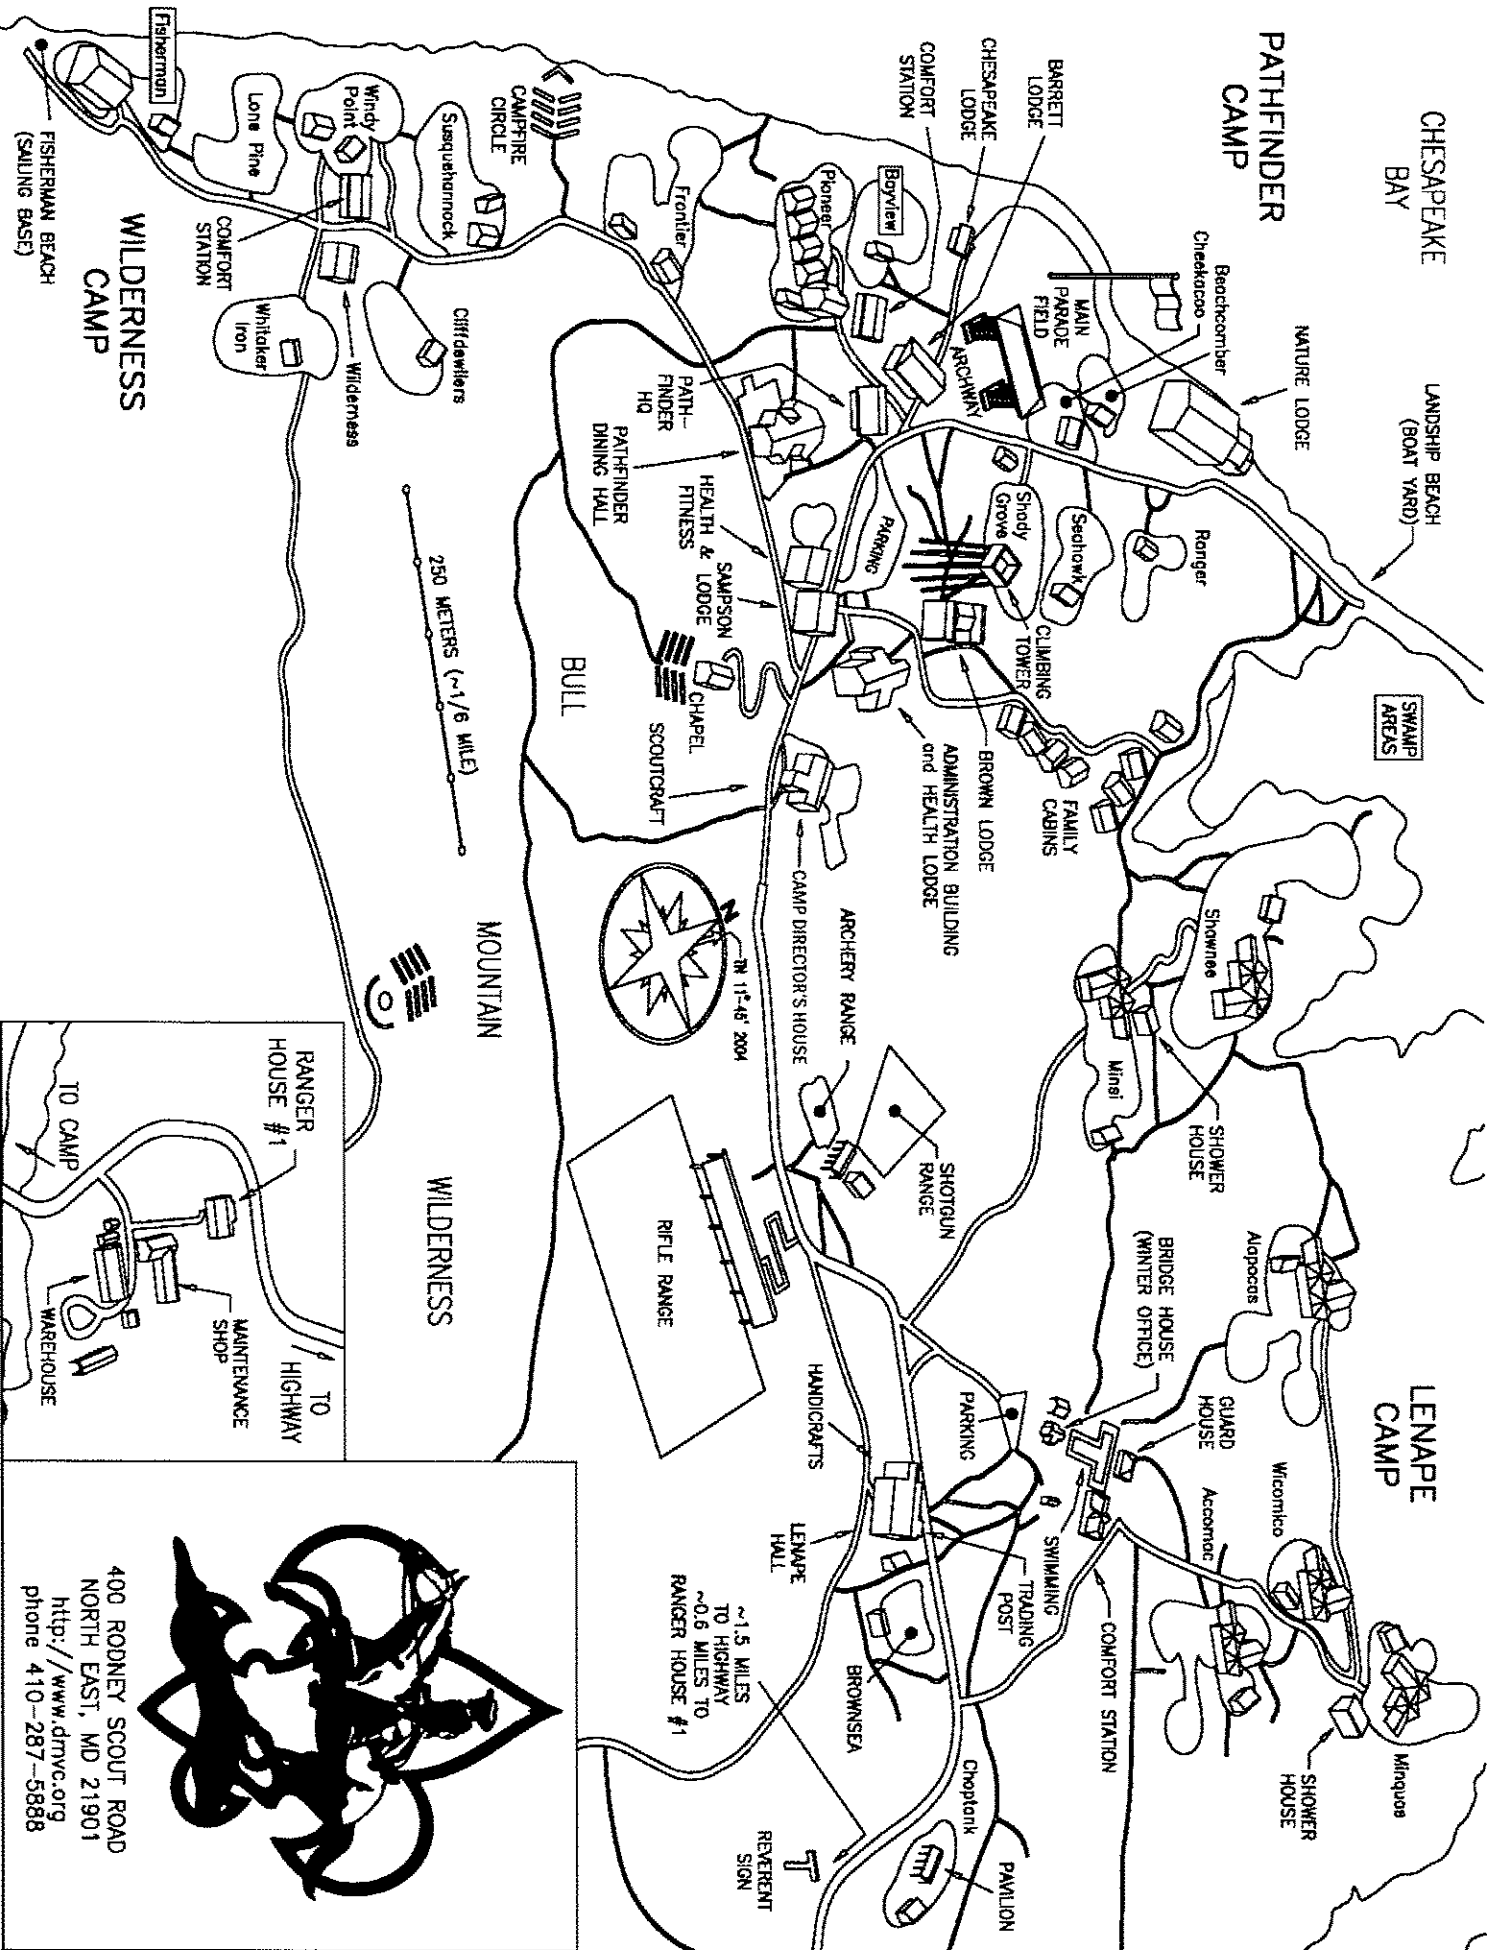 CHESAPEAKE
BAY
PATHFINDER
CAMP
LANDSHIP BEACH
(BOAT YARD)
NATURE LODGE
Beachcomber
Cheekacoo
MAIN
PARADE
FIELD
BARRETT
LODGE
CHESAPEAKE
LODGE
COMFORT
STATION
ARCHWAY
Bayview
Pioneer
Ranger
Seahawk
Shady
Grove
CLIMBING
TOWER
PARKING
BROWN LODGE
ADMINISTRATION BUILDING
and HEALTH LODGE
FAMILY
CABINS
SWAMP
AREAS
PATH-
FINDER
HQ
PATHFINDER
DINING HALL
HEALTH &
FITNESS
SAMPSON
LODGE
CHAPEL
SCOUTCRAFT
CAMP DIRECTOR'S HOUSE
Frontier
CAMPFIRE
CIRCLE
Susquehannock
Windy
Point
Lone Pine
Fisherman
FISHERMAN BEACH
(SAILING BASE)
COMFORT
STATION
WILDERNESS
CAMP
Wilderness
Whitaker
Iron
Cliffdwellers
250 METERS (~1/6 MILE)
BULL
MOUNTAIN
WILDERNESS
N
TN 11°-45' 2004
ARCHERY RANGE
SHOTGUN
RANGE
RIFLE RANGE
Shawnee
Minsi
SHOWER
HOUSE
LENAPE
CAMP
Alapocas
BRIDGE HOUSE
(WINTER OFFICE)
GUARD
HOUSE
Wicomico
Accomac
Minquas
SHOWER
HOUSE
PARKING
SWIMMING
COMFORT STATION
HANDICRAFTS
LENAPE
HALL
TRADING
POST
BROWNSEA
Choptank
PAVILION
REVERENT
SIGN
~1.5 MILES
TO HIGHWAY
~0.6 MILES TO
RANGER HOUSE #1
RANGER
HOUSE #1
TO CAMP
MAINTENANCE
SHOP
WAREHOUSE
TO
HIGHWAY
400 RODNEY SCOUT ROAD
NORTH EAST, MD 21901
http://www.dmvc.org
phone 410-287-5888